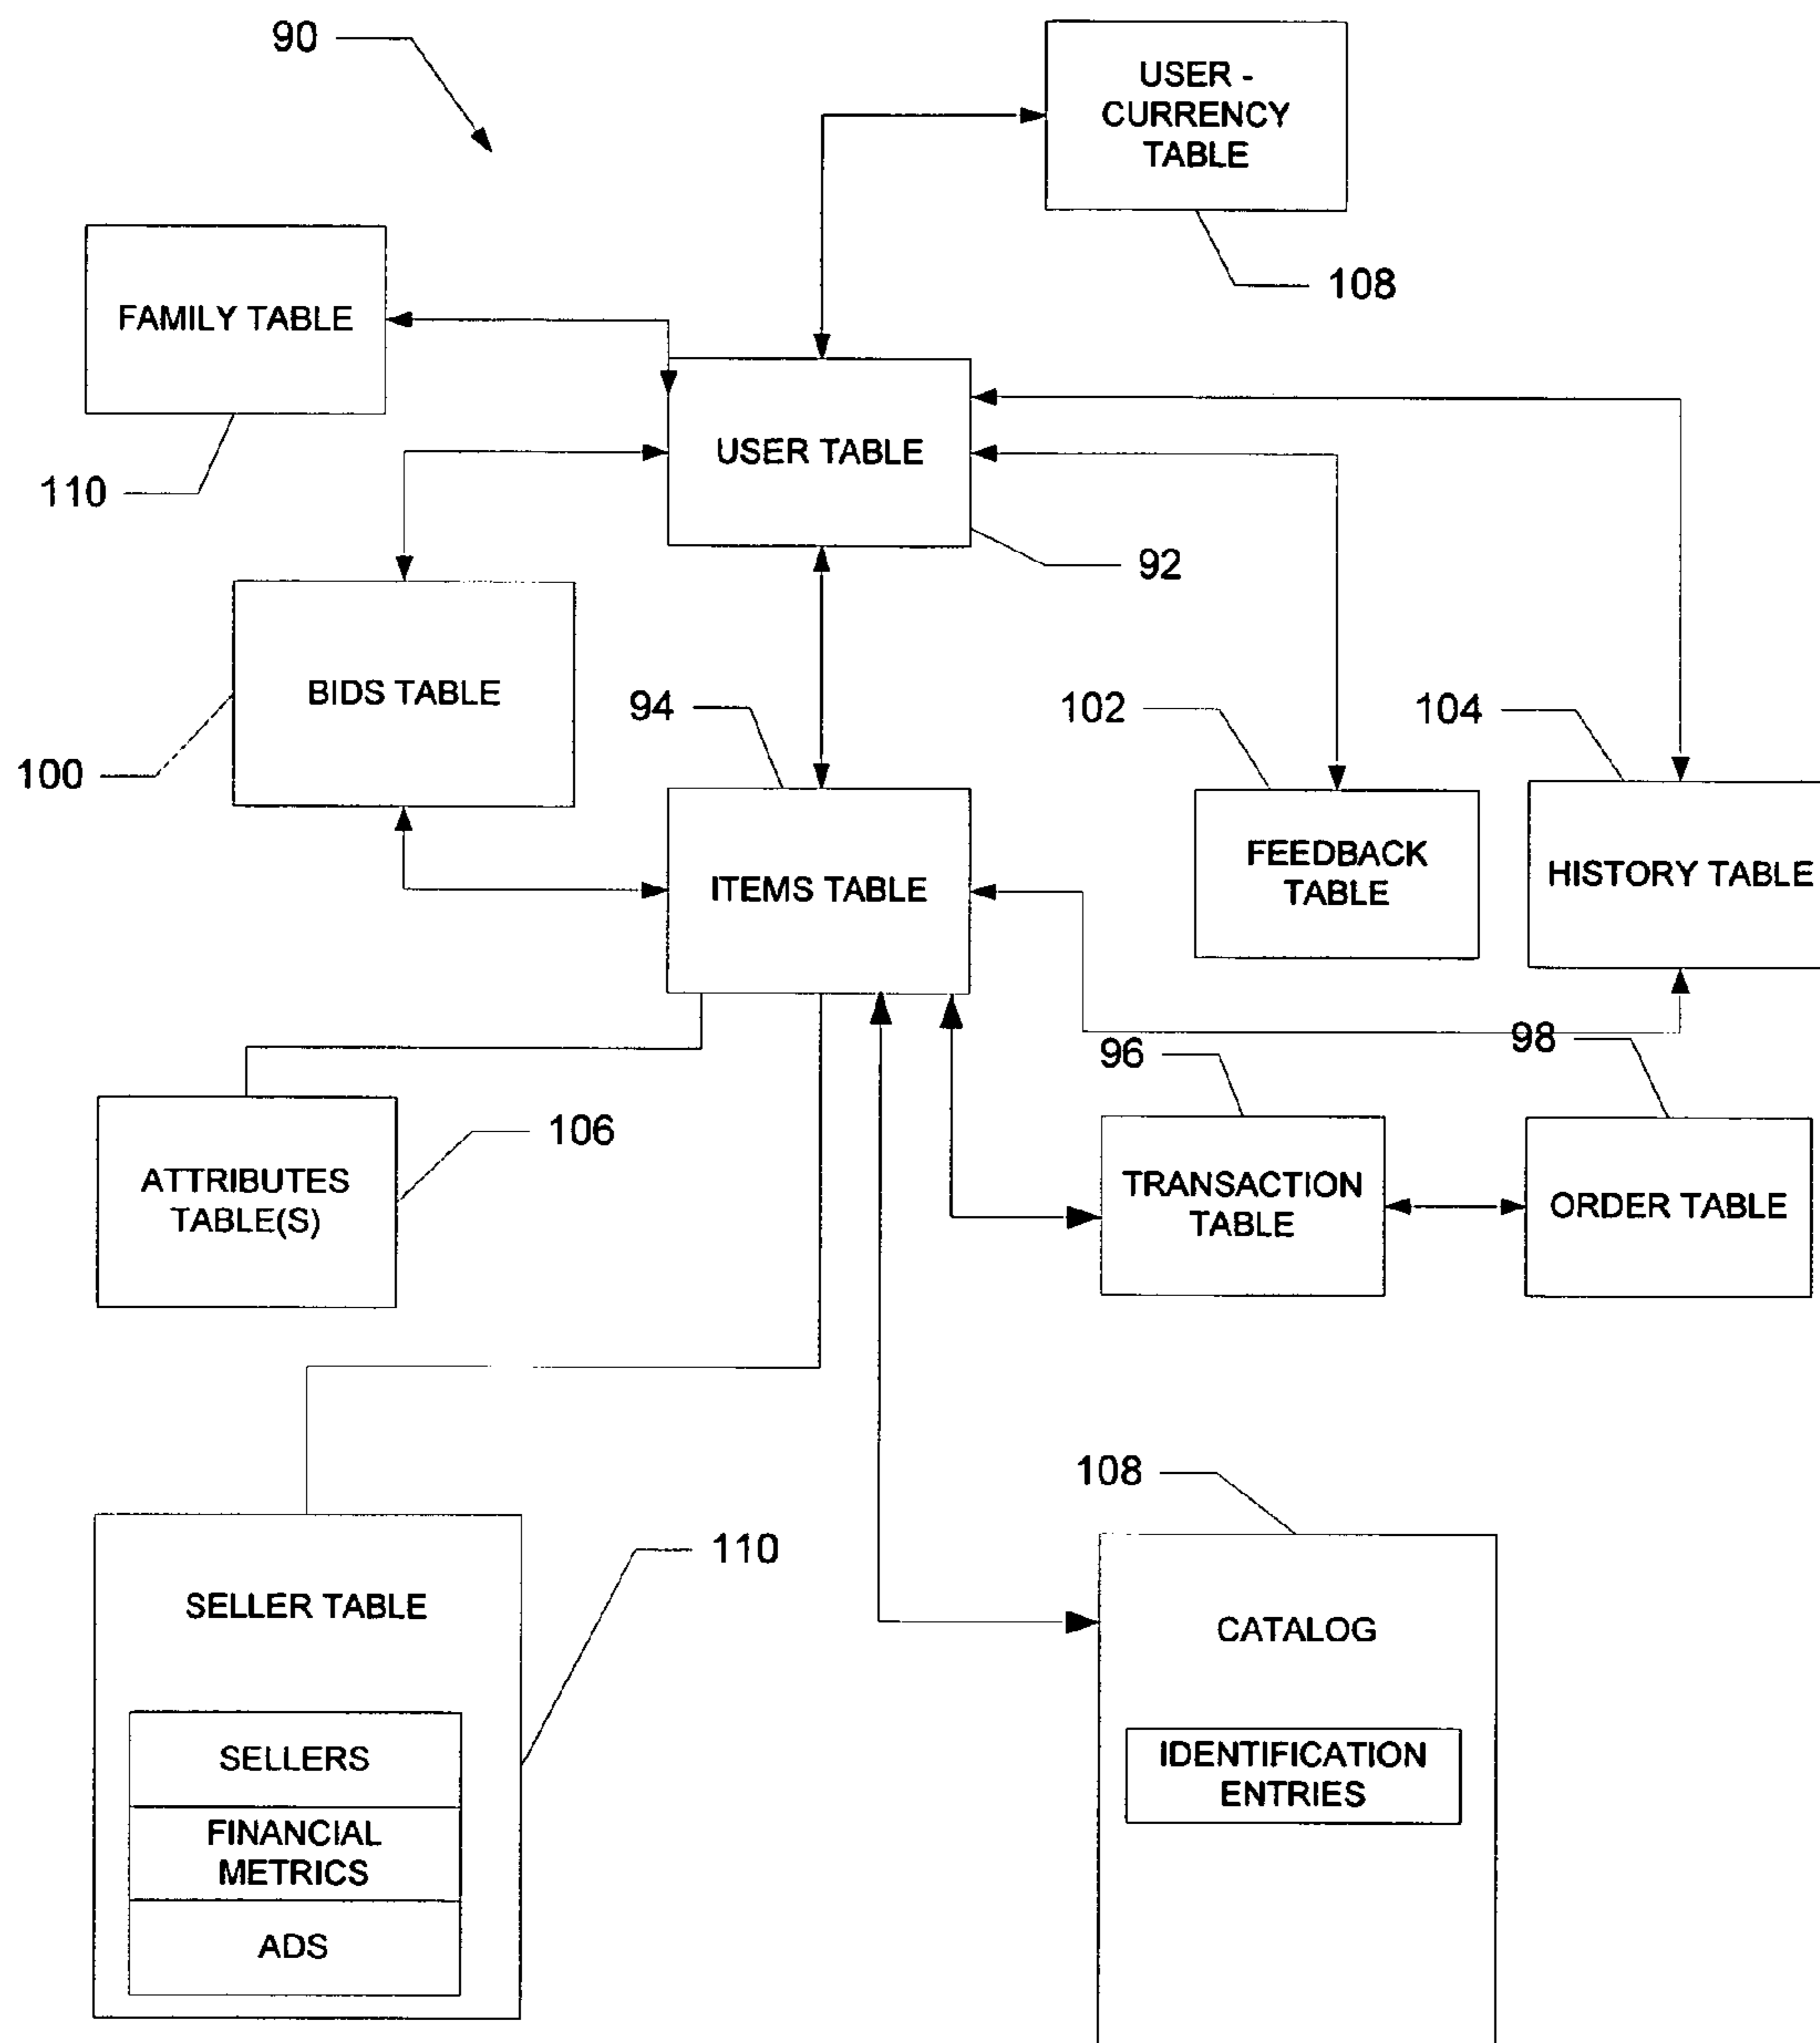 90
USER -
CURRENCY
TABLE
108
FAMILY TABLE
110
USER TABLE
92
BIDS TABLE
100
94
102
104
ITEMS TABLE
FEEDBACK
TABLE
HISTORY TABLE
96
98
106
ATTRIBUTES
TABLE(S)
TRANSACTION
TABLE
ORDER TABLE
108
110
SELLER TABLE
CATALOG
SELLERS
FINANCIAL
METRICS
ADS
IDENTIFICATION
ENTRIES